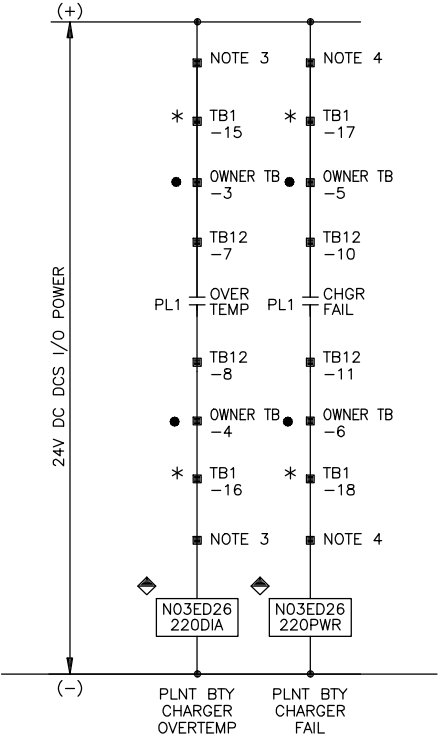 (+)
NOTE 3
NOTE 4
* TB1
-15
* TB1
-17
OWNER TB
-3
OWNER TB
-5
TB12
-7
TB12
-10
PL1
OVER
TEMP
PL1
CHGR
FAIL
24V DC DCS I/O POWER
TB12
-8
TB12
-11
OWNER TB
-4
OWNER TB
-6
* TB1
-16
* TB1
-18
NOTE 3
NOTE 4
N03ED26
220DIA
N03ED26
220PWR
(-)
PLNT BTY
CHARGER
OVERTEMP
PLNT BTY
CHARGER
FAIL